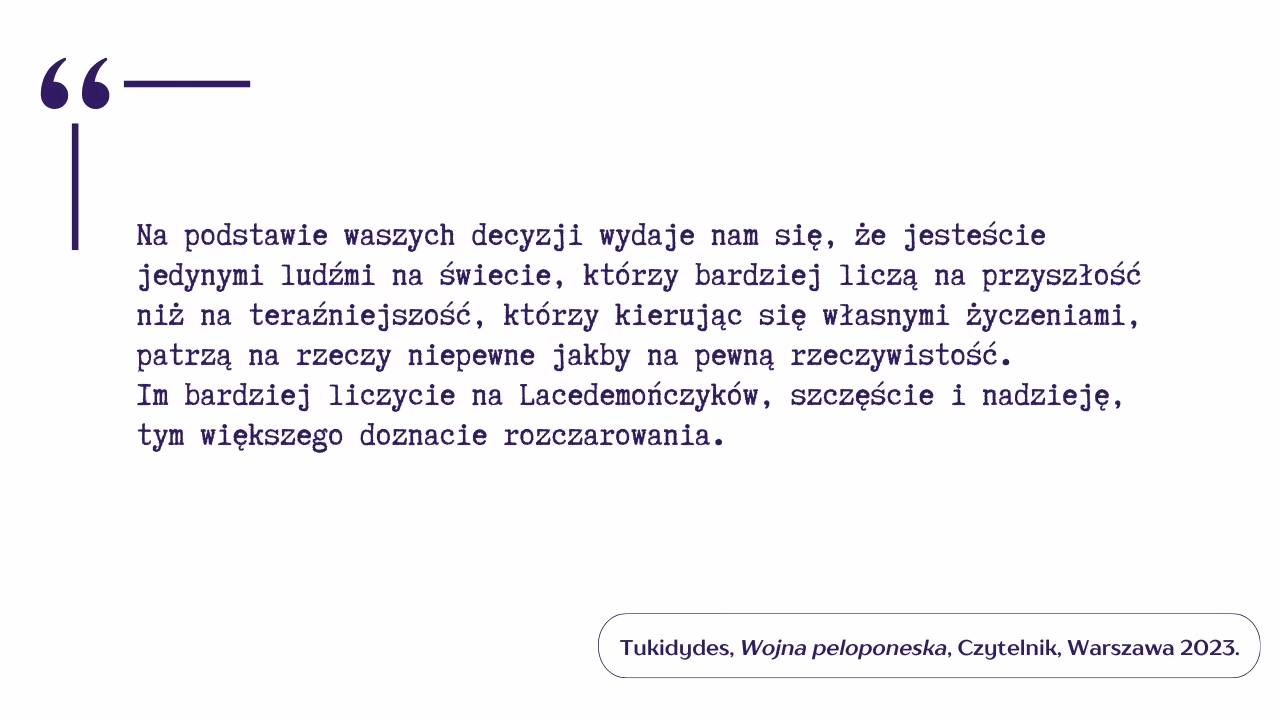 “
Na podstawie waszych decyzji wydaje nam się, że jesteście
jedynymi ludźmi na świecie, którzy bardziej liczą na przyszłość
niż na teraźniejszość, którzy kierując się własnymi życzeniami,
patrzą na rzeczy niepewne jakby na pewną rzeczywistość.
Im bardziej liczycie na Lacedemończyków, szczęście i nadzieję,
tym większego doznacie rozczarowania.
Tukidydes, Wojna peloponeska, Czytelnik, Warszawa 2023.